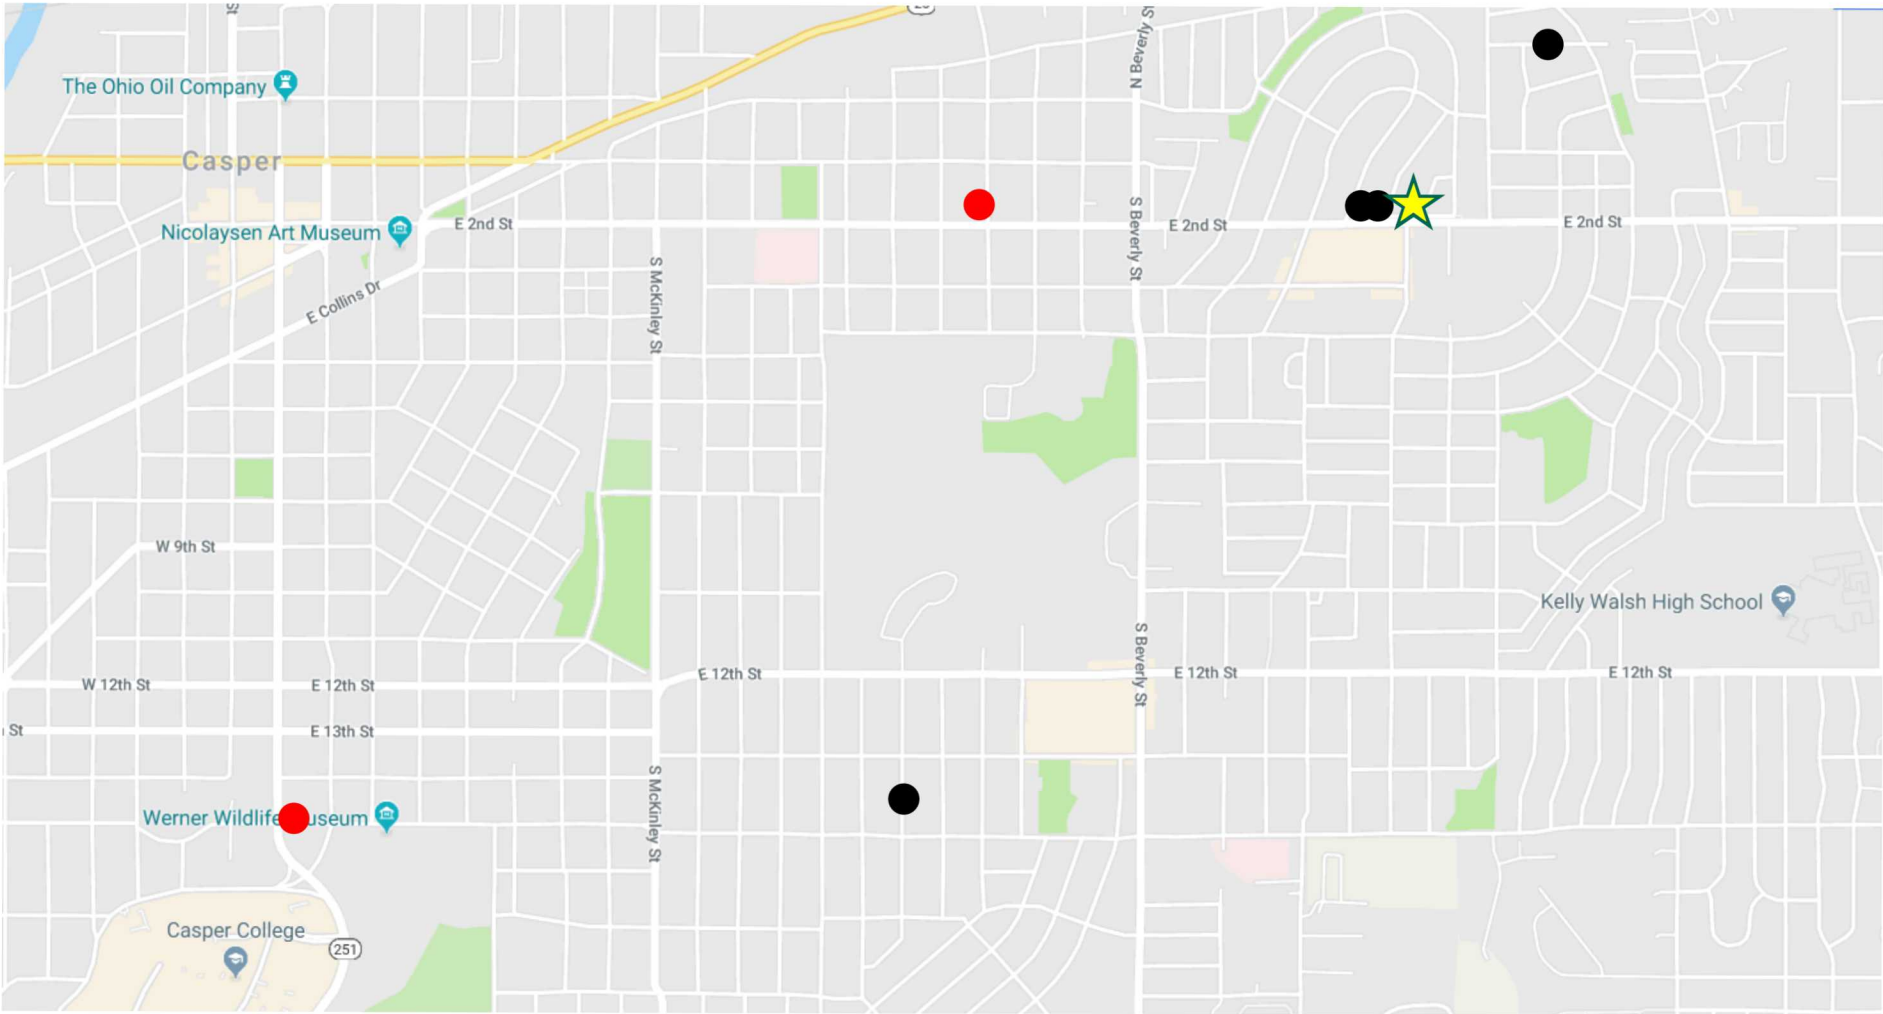 St
N Beverly St
The Ohio Oil Company
Casper
S Beverly St
E 2nd St
E 2nd St
E 2nd St
Nicolaysen Art Museum
E Collins Dr
S McKinley St
W 9th St
Kelly Walsh High School
S Beverly St
E 12th St
E 12th St
E 12th St
W 12th St
E 12th St
St
E 13th St
S McKinley St
Werner Wildlife useum
Casper College
251